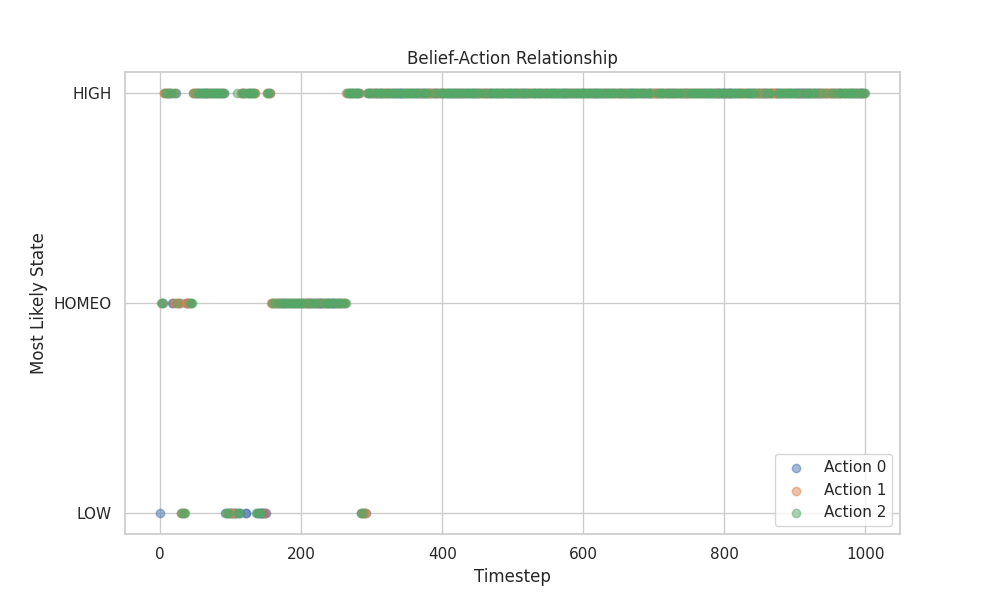 Belief-Action Relationship
Most Likely State
HIGH
HOMEO
LOW
Action 0
Action 1
Action 2
0
200
400
600
800
1000
Timestep